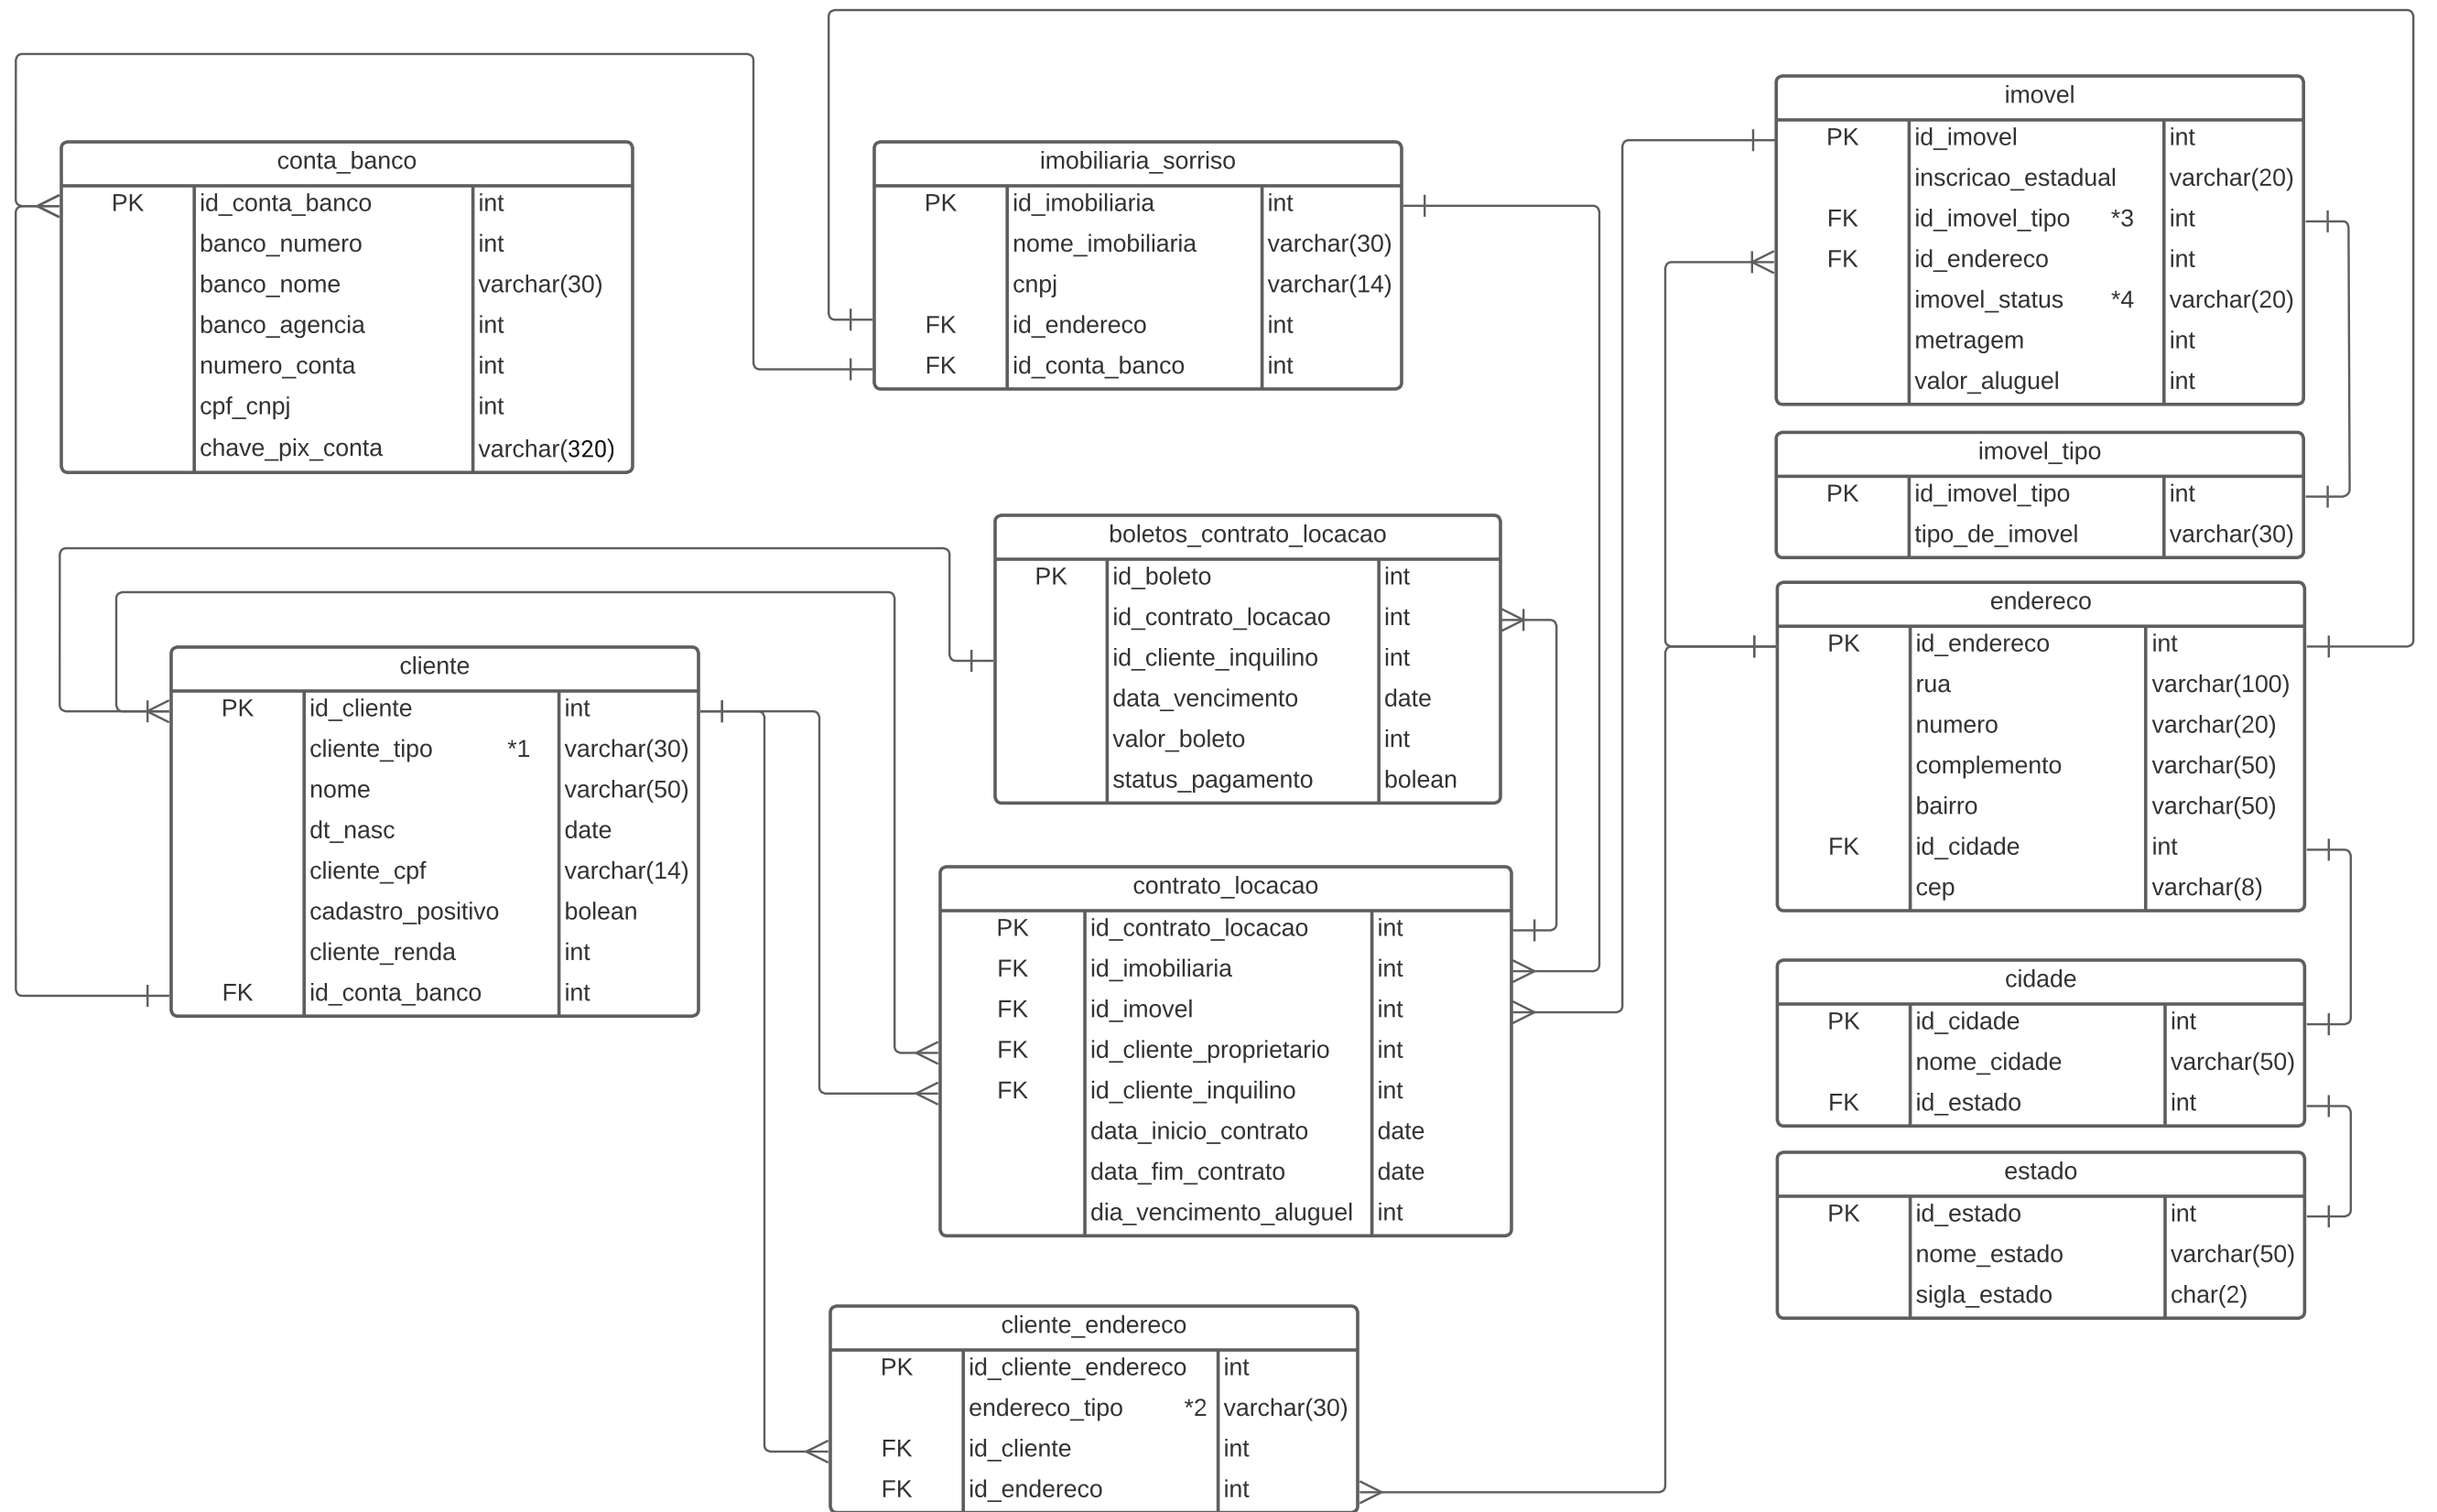 conta_banco
PK id_conta_banco int
banco_numero int
banco_nome varchar(30)
banco_agencia int
numero_conta int
cpf_cnpj int
chave_pix_conta varchar(320)
imobiliaria_sorriso
PK id_imobiliaria int
nome_imobiliaria varchar(30)
cnpj varchar(14)
FK id_endereco int
FK id_conta_banco int
imovel
PK id_imovel int
inscricao_estadual varchar(20)
FK id_imovel_tipo *3 int
FK id_endereco int
imovel_status *4 varchar(20)
metragem int
valor_aluguel int
imovel_tipo
PK id_imovel_tipo int
tipo_de_imovel varchar(30)
boletos_contrato_locacao
PK id_boleto int
id_contrato_locacao int
id_cliente_inquilino int
data_vencimento date
valor_boleto int
status_pagamento bolean
endereco
PK id_endereco int
rua varchar(100)
numero varchar(20)
complemento varchar(50)
bairro varchar(50)
FK id_cidade int
cep varchar(8)
cliente
PK id_cliente int
cliente_tipo *1 varchar(30)
nome varchar(50)
dt_nasc date
cliente_cpf varchar(14)
cadastro_positivo bolean
cliente_renda int
FK id_conta_banco int
contrato_locacao
PK id_contrato_locacao int
FK id_imobiliaria int
FK id_imovel int
FK id_cliente_proprietario int
FK id_cliente_inquilino int
data_inicio_contrato date
data_fim_contrato date
dia_vencimento_aluguel int
cidade
PK id_cidade int
nome_cidade varchar(50)
FK id_estado int
estado
PK id_estado int
nome_estado varchar(50)
sigla_estado char(2)
cliente_endereco
PK id_cliente_endereco int
endereco_tipo *2 varchar(30)
FK id_cliente int
FK id_endereco int